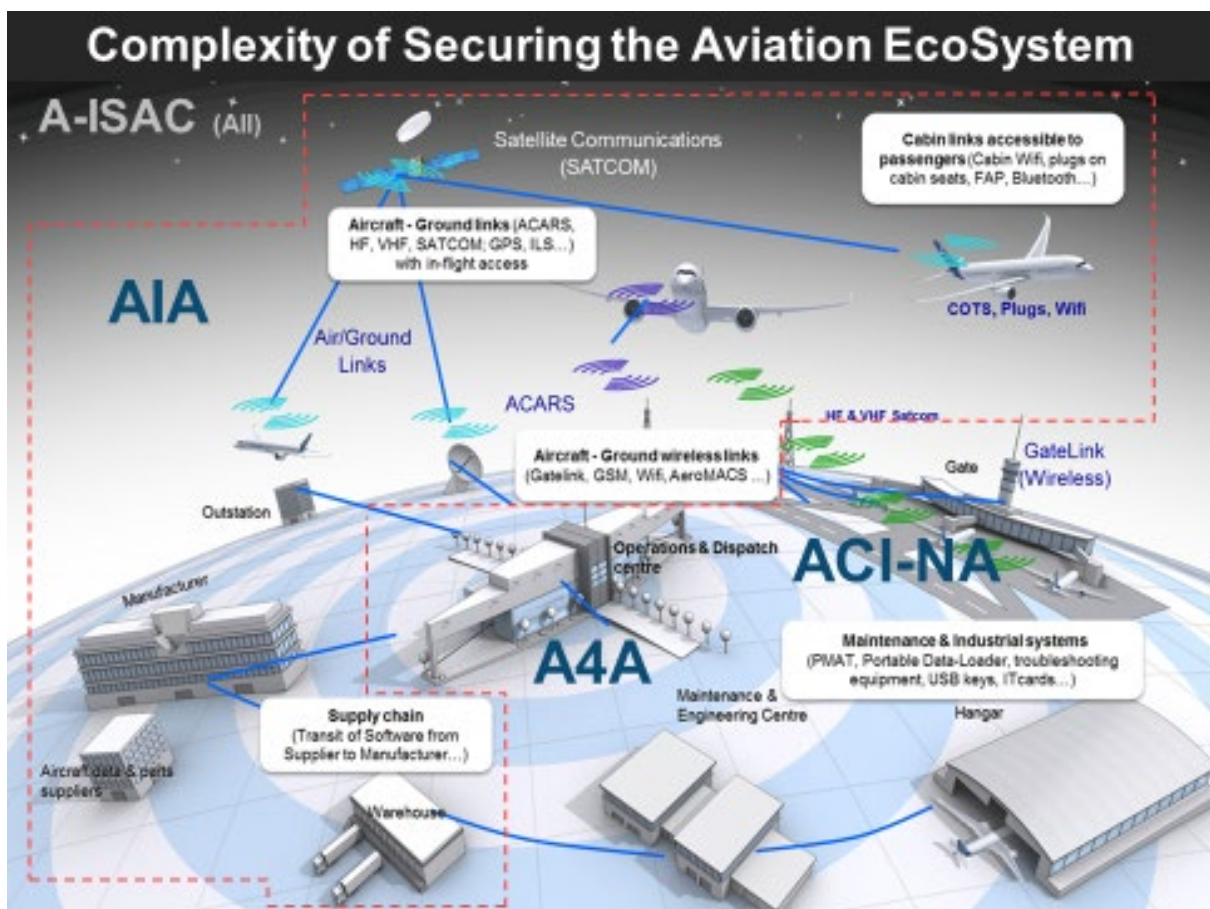 Complexity of Securing the Aviation EcoSystem
A-ISAC (All)
Satellite Communications
(SATCOM)
Cabin links accessible to
passengers (Cabin Wifi, plugs on
cabin seats, FAP, Bluetooth…)
Aircraft - Ground links (ACARS,
HF, VHF, SATCOM; GPS, ILS…)
with in-flight access
AIA
COTS, Plugs, Wifi
Air/Ground
Links
ACARS
HF & VHF Satcom
Aircraft - Ground wireless links
(Gatelink, GSM, Wifi, AeroMACS …)
Gate
GateLink
(Wireless)
Outstation
Operations & Dispatch
centre
ACI-NA
Manufacturer
A4A
Maintenance & Industrial systems
(PMAT, Portable Data-Loader, troubleshooting
equipment, USB keys, ITcards…)
Maintenance &
Engineering Centre
Hangar
Supply chain
(Transit of Software from
Supplier to Manufacturer…)
Aircraft data & parts
suppliers
Warehouse